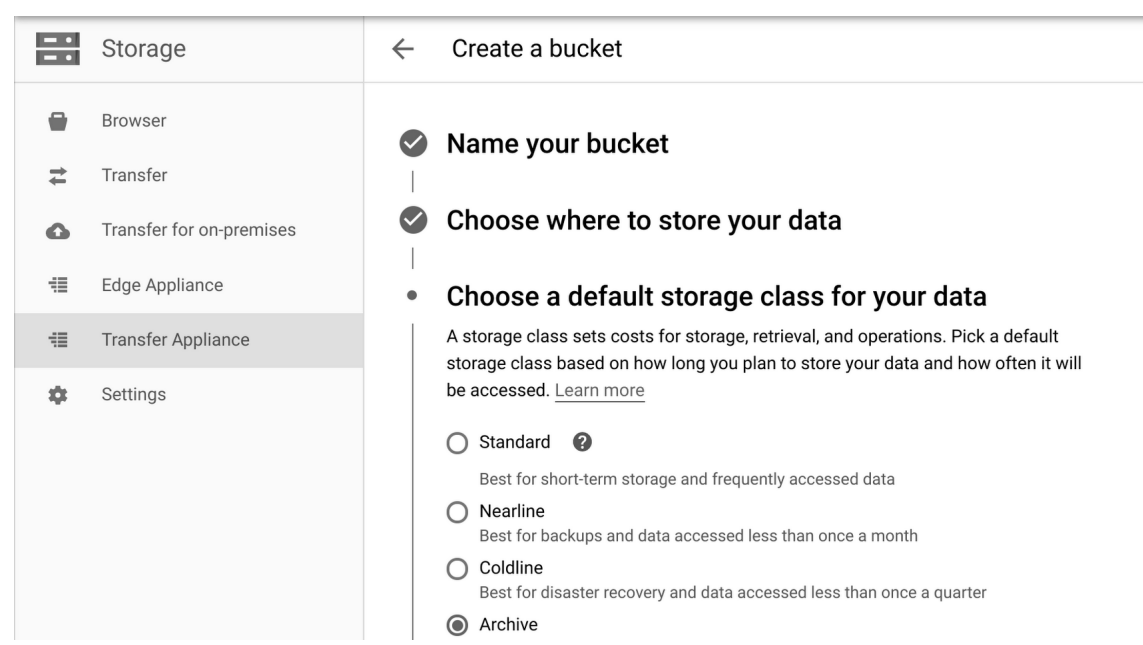 Storage
Browser
Transfer
Transfer for on-premises
Edge Appliance
Transfer Appliance
Settings
Create a bucket
Name your bucket
Choose where to store your data
Choose a default storage class for your data
A storage class sets costs for storage, retrieval, and operations. Pick a default
storage class based on how long you plan to store your data and how often it will
be accessed. Learn more
Standard
Best for short-term storage and frequently accessed data
Nearline
Best for backups and data accessed less than once a month
Coldline
Best for disaster recovery and data accessed less than once a quarter
Archive